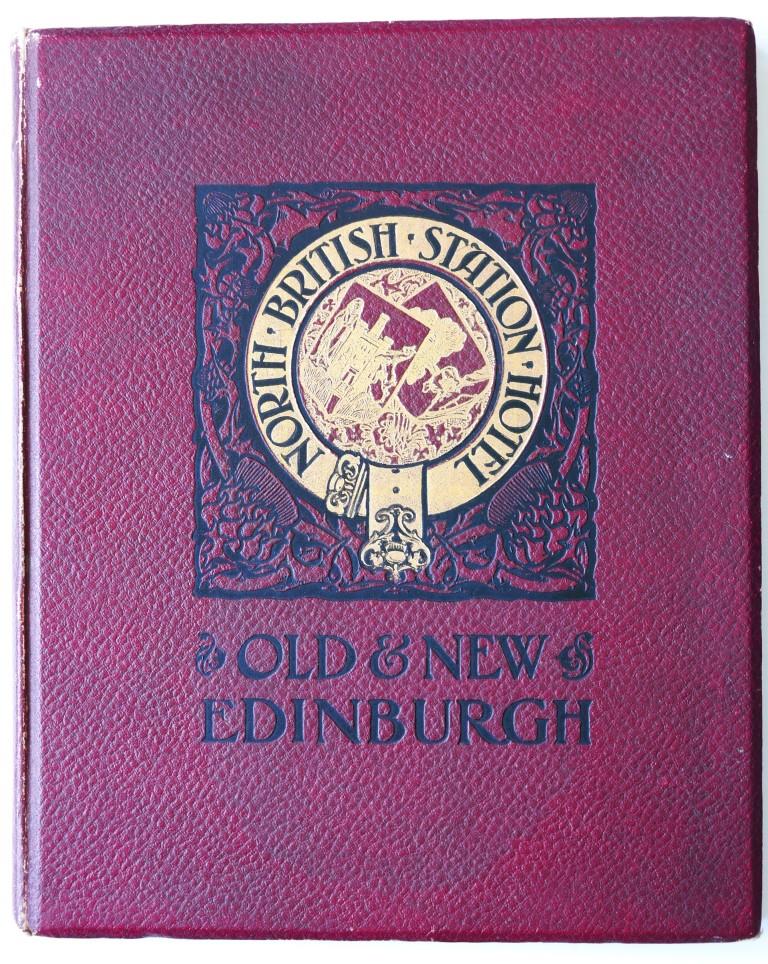 NORTH · BRITISH · STATION · HOTEL
OLD & NEW
EDINBURGH